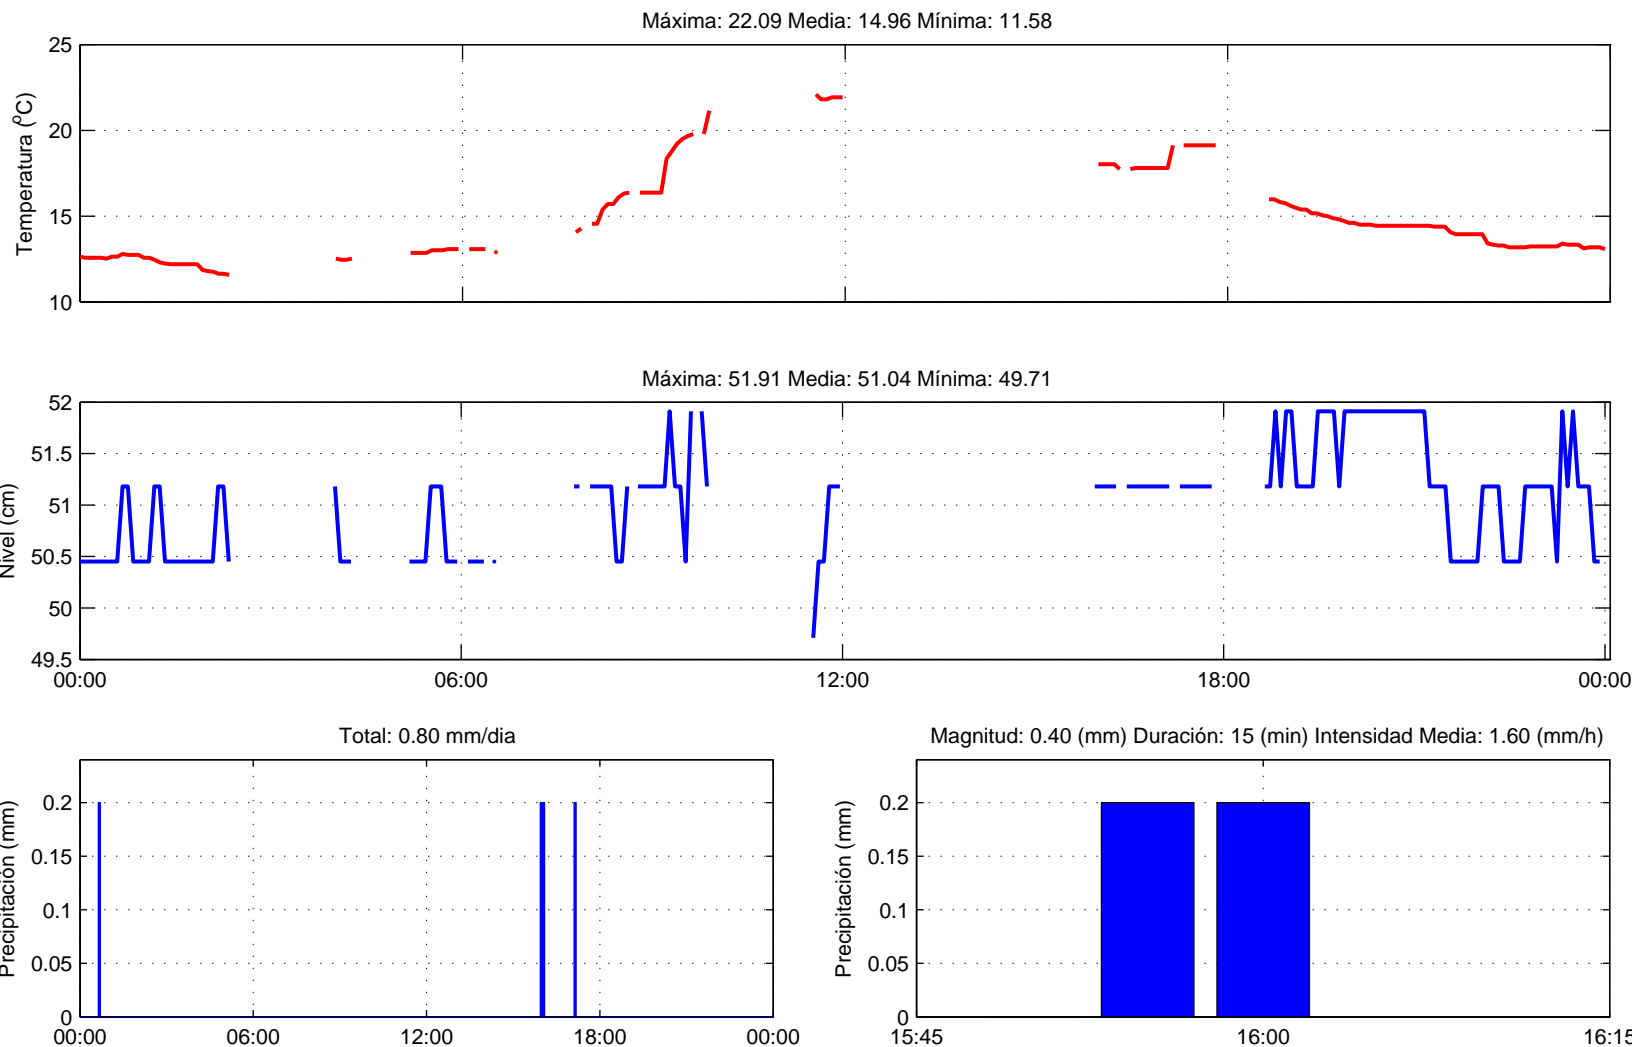 Máxima: 22.09 Media: 14.96 Mínima: 11.58
Temperatura (ºC)
25
20
15
10
Máxima: 51.91 Media: 51.04 Mínima: 49.71
Nivel (cm)
52
51.5
51
50.5
50
49.5
00:00 06:00 12:00 18:00 00:00
Total: 0.80 mm/dia
Precipitación (mm)
0.2
0.15
0.1
0.05
0
00:00 06:00 12:00 18:00 00:00
Magnitud: 0.40 (mm) Duración: 15 (min) Intensidad Media: 1.60 (mm/h)
Precipitación (mm)
0.2
0.15
0.1
0.05
0
15:45 16:00 16:15